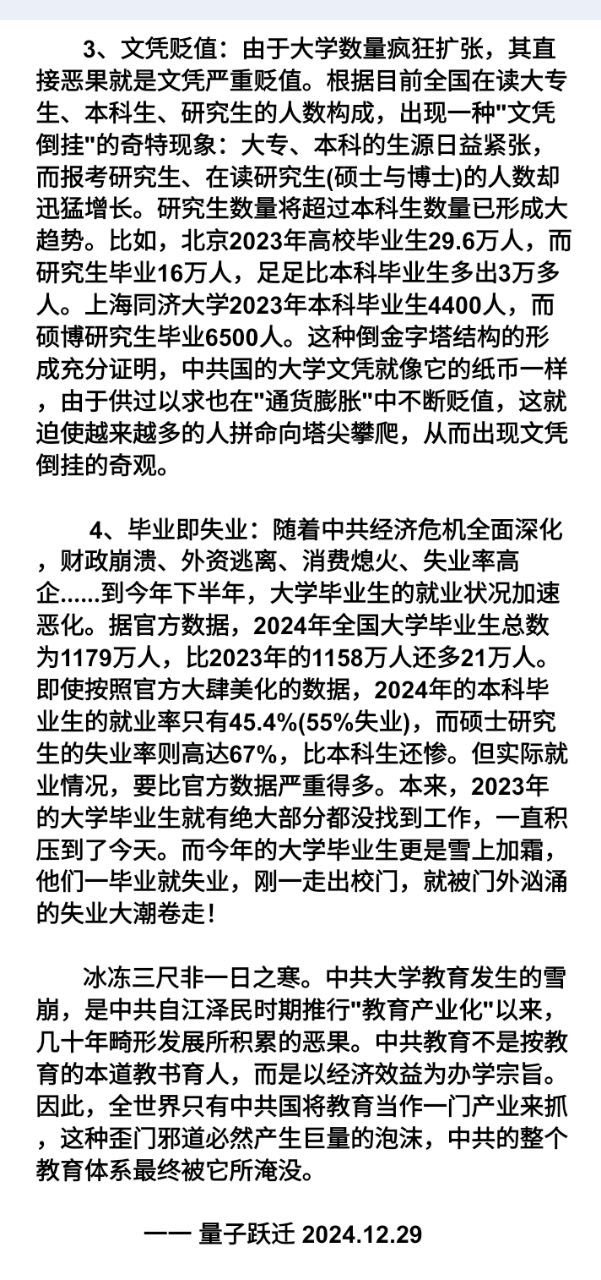 3、文凭贬值：由于大学数量疯狂扩张，其直
接恶果就是文凭严重贬值。根据目前全国在读大专
生、本科生、研究生的人数构成，出现一种"文凭
倒挂"的奇特现象：大专、本科的生源日益紧张，
而报考研究生、在读研究生(硕士与博士)的人数却
迅猛增长。研究生数量将超过本科生数量已形成大
趋势。比如，北京2023年高校毕业生29.6万人，而
研究生毕业16万人，足足比本科毕业生多出3万多
人。上海同济大学2023年本科毕业生4400人，而
硕博研究生毕业6500人。这种倒金字塔结构的形
成充分证明，中共国的大学文凭就像它的纸币一样
，由于供过以求也在"通货膨胀"中不断贬值，这就
迫使越来越多的人拼命向塔尖攀爬，从而出现文凭
倒挂的奇观。
4、毕业即失业：随着中共经济危机全面深化
，财政崩溃、外资逃离、消费熄火、失业率高
企......到今年下半年，大学毕业生的就业状况加速
恶化。据官方数据，2024年全国大学毕业生总数
为1179万人，比2023年的1158万人还多21万人。
即使按照官方大肆美化的数据，2024年的本科毕
业生的就业率只有45.4%(55%失业)，而硕士研究
生的失业率则高达67%，比本科生还惨。但实际就
业情况，要比官方数据严重得多。本来，2023年
的大学毕业生就有绝大部分都没找到工作，一直积
压到了今天。而今年的大学毕业生更是雪上加霜，
他们一毕业就失业，刚一走出校门，就被门外汹涌
的失业大潮卷走！
冰冻三尺非一日之寒。中共大学教育发生的雪
崩，是中共自江泽民时期推行"教育产业化"以来，
几十年畸形发展所积累的恶果。中共教育不是按教
育的本道教书育人，而是以经济效益为办学宗旨。
因此，全世界只有中共国将教育当作一门产业来抓
，这种歪门邪道必然产生巨量的泡沫，中共的整个
教育体系最终被它所淹没。
一一 量子跃迁 2024.12.29